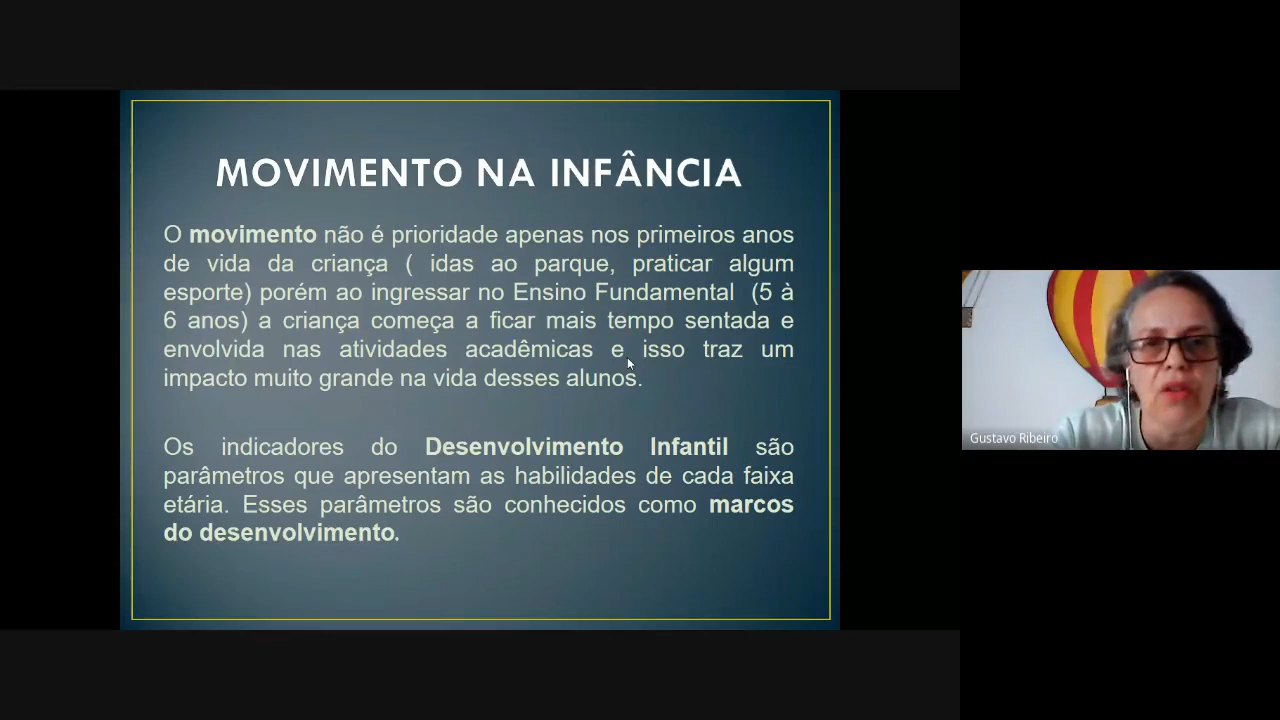 MOVIMENTO NA INFÂNCIA
O movimento não é prioridade apenas nos primeiros anos
de vida da criança ( idas ao parque, praticar algum
esporte) porém ao ingressar no Ensino Fundamental (5 à
6 anos) a criança começa a ficar mais tempo sentada e
envolvida nas atividades acadêmicas e isso traz um
impacto muito grande na vida desses alunos.
Os indicadores do Desenvolvimento Infantil são
parâmetros que apresentam as habilidades de cada faixa
etária. Esses parâmetros são conhecidos como marcos
do desenvolvimento.
Gustavo Ribeiro